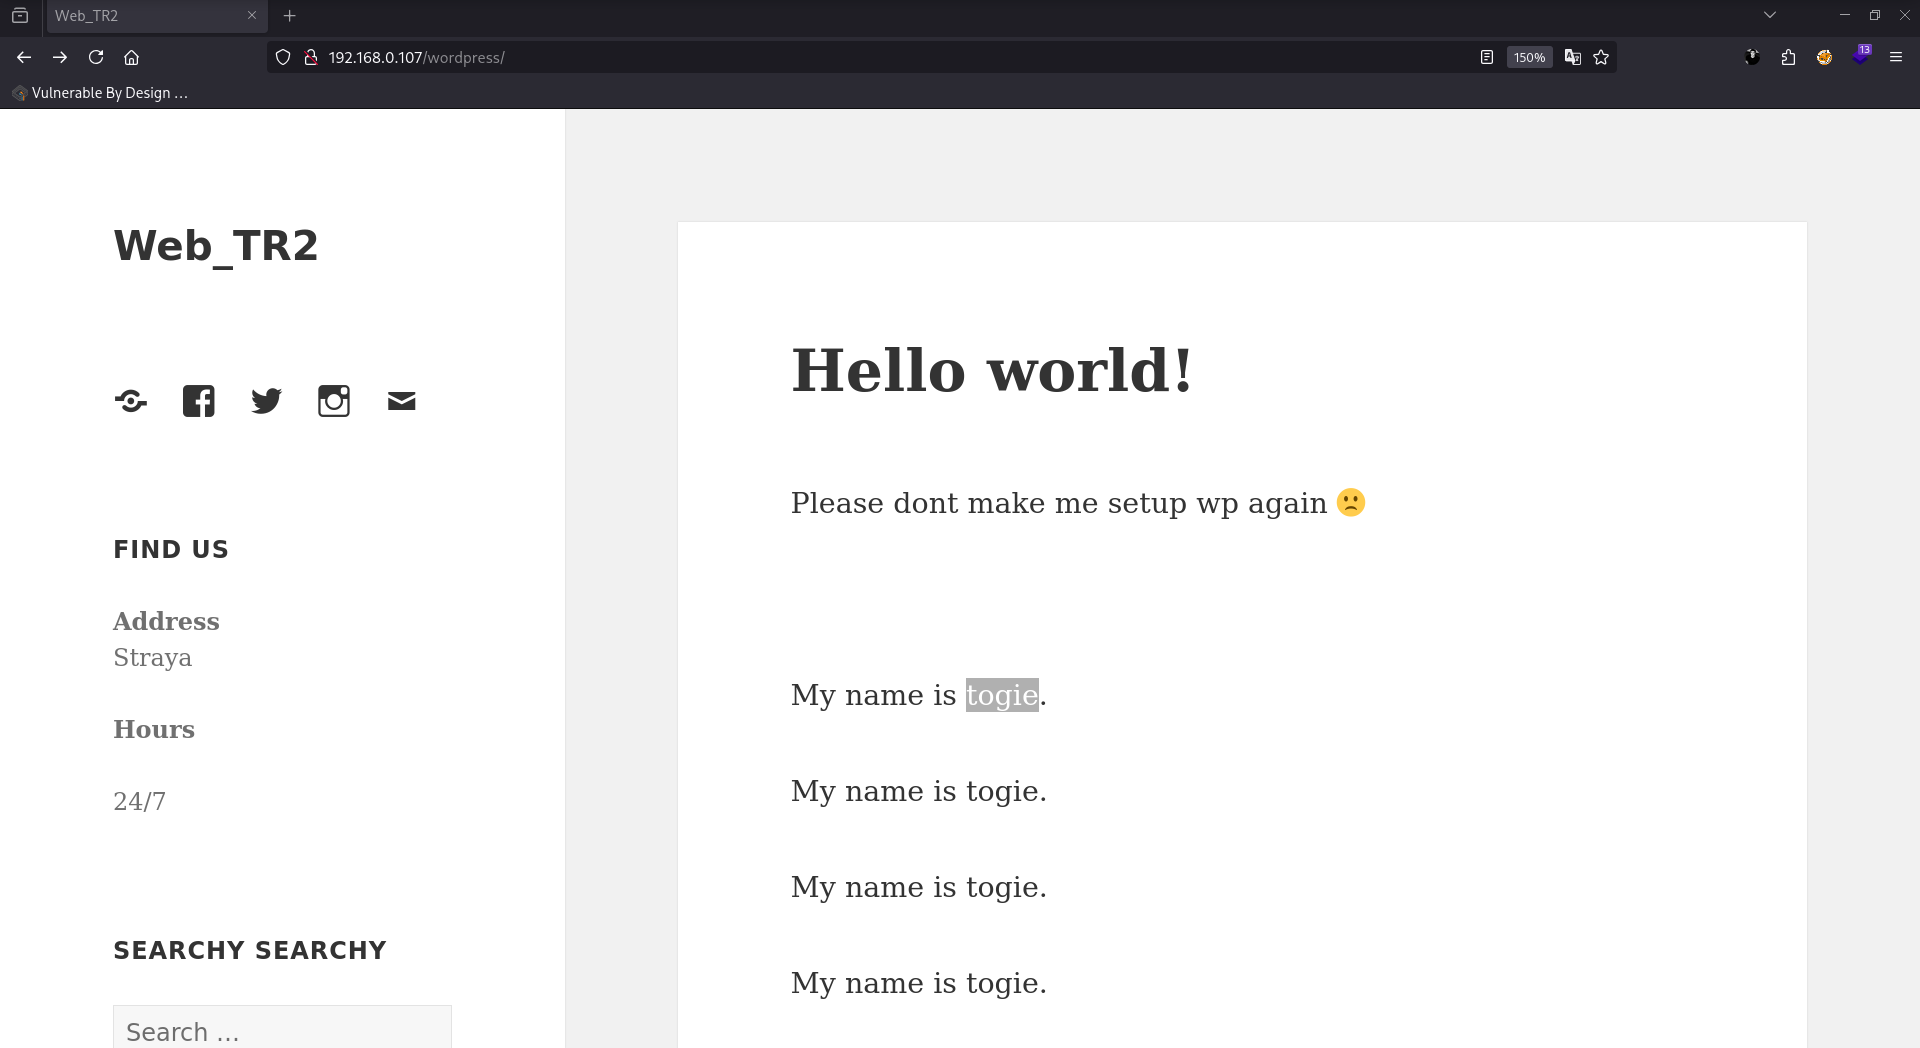 Web_TR2
192.168.0.107/wordpress/
150%
13
Vulnerable By Design …
Web_TR2
FIND US
Address
Straya
Hours
24/7
SEARCHY SEARCHY
Search …
Hello world!
Please dont make me setup wp again
My name is togie.
My name is togie.
My name is togie.
My name is togie.